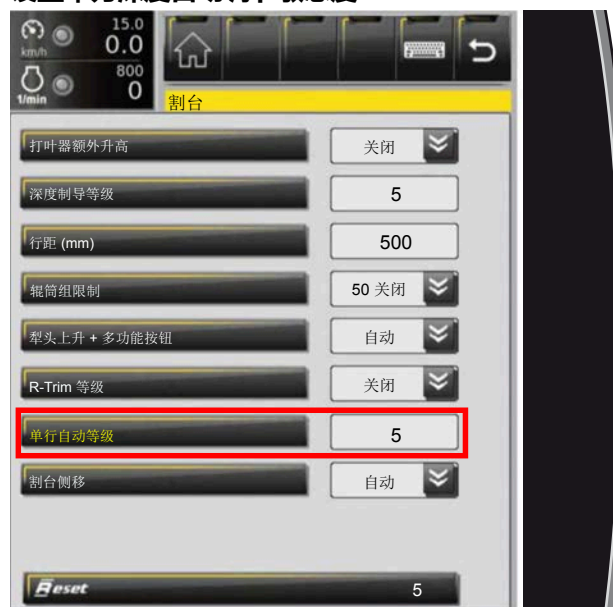 15.0
km/h 0.0
800
1/min 0
割台
打叶器额外升高 关闭
深度制导等级 5
行距 (mm) 500
辊筒组限制 50 关闭
犁头上升 + 多功能按钮 自动
R-Trim 等级 关闭
单行自动等级 5
割台侧移 自动
Reset 5